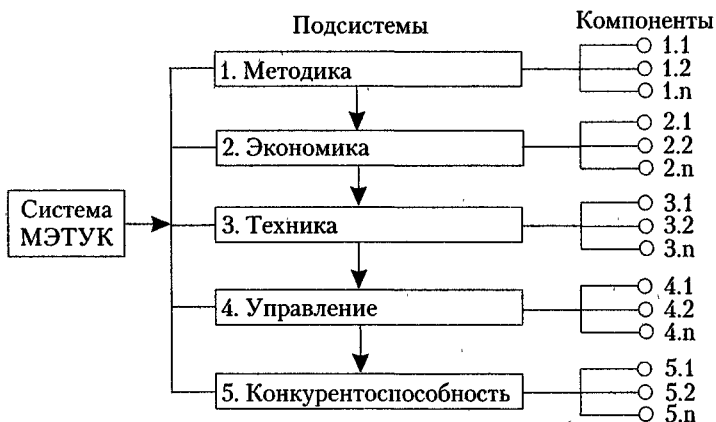 Подсистемы
Компоненты
1. Методика
1.1
1.2
1.n
2. Экономика
2.1
2.2
2.n
Система
МЭТУК
3. Техника
3.1
3.2
3.n
4. Управление
4.1
4.2
4.n
5. Конкурентоспособность
5.1
5.2
5.n